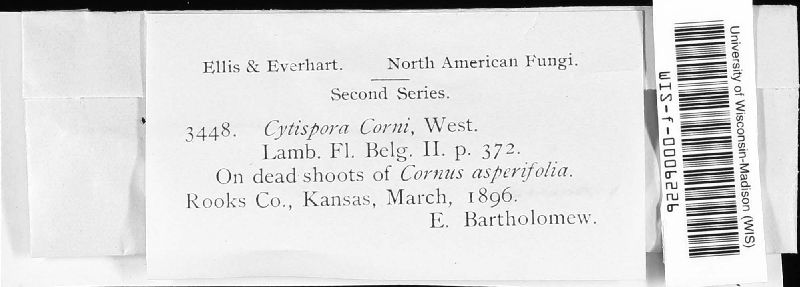 Ellis & Everhart. North American Fungi.
Second Series.
3448. Cytispora Corni, West.
Lamb. Fl. Belg. II. p. 372.
On dead shoots of Cornus asperifolia.
Rooks Co., Kansas, March, 1896.
E. Bartholomew.
University of Wisconsin-Madison (WIS)
WIS-f-0006226